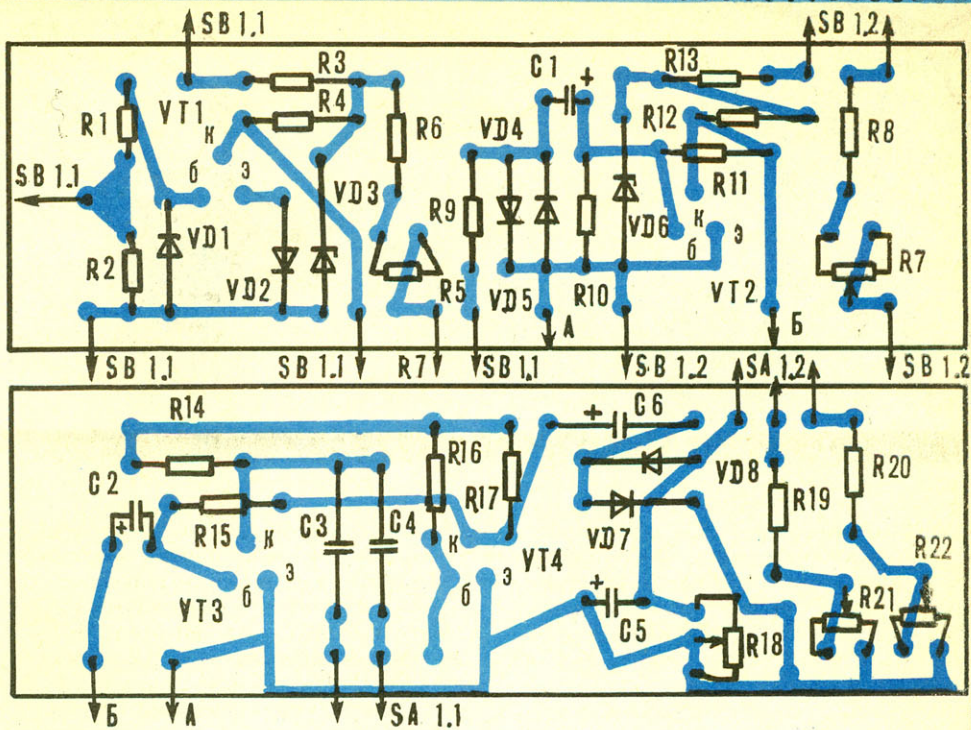 SB 1,1 SB 1,2
R3 C1 + R13
R1 VT1 R4 R6 VD4 R12 R8
к
SB 1.1 б э VD3 R9 VD6 R11
к
VD1 б э
R2 VD2 R5 VD5 R10 VT2 R7
А Б
SB 1.1 SB 1.1 R7 SB 1,1 SB 1.2 SA 1,2 SB 1.2
R14 + C6
C2 R16 VD8 R20
+ R15 C3 C4 R17 R19
к к VD7
VT3 б э VT4 б э + R22
C5 R21
R18
Б А SA 1.1